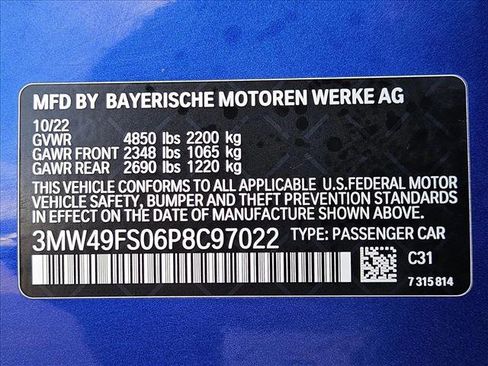 MFD BY BAYERISCHE MOTOREN WERKE AG
10/22
GVWR 4850 lbs 2200 kg
GAWR FRONT 2348 lbs 1065 kg
GAWR REAR 2690 lbs 1220 kg
THIS VEHICLE CONFORMS TO ALL APPLICABLE U.S.FEDERAL MOTOR
VEHICLE SAFETY, BUMPER AND THEFT PREVENTION STANDARDS
IN EFFECT ON THE DATE OF MANUFACTURE SHOWN ABOVE.
3MW49FS06P8C97022 TYPE: PASSENGER CAR
C31
7 315 814